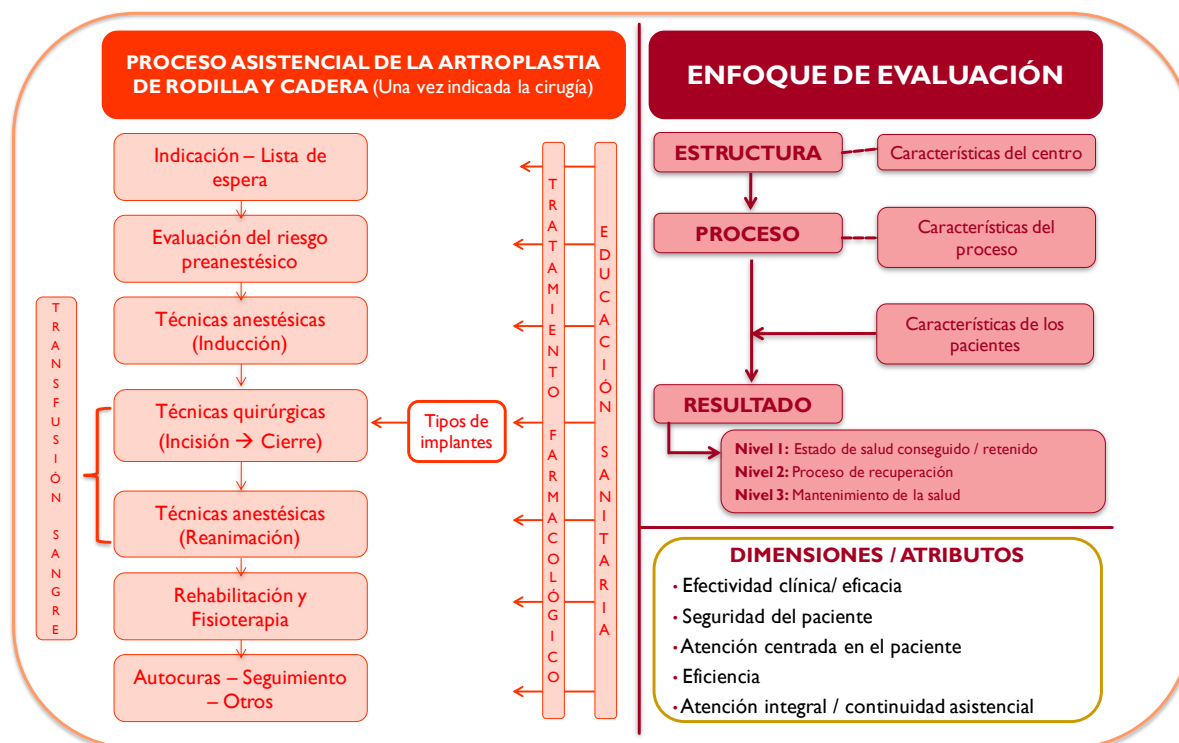 PROCESO ASISTENCIAL DE LA ARTROPLASTIA
DE RODILLA Y CADERA (Una vez indicada la cirugía)
Indicación – Lista de
espera
Evaluación del riesgo
preanestésico
Técnicas anestésicas
(Inducción)
Técnicas quirúrgicas
(Incisión → Cierre)
Técnicas anestésicas
(Reanimación)
Rehabilitación y
Fisioterapia
Autocuras – Seguimiento
– Otros
TRANSFUSIÓN SANGRE
Tipos de
implantes
TRATAMIENTO FARMACOLÓGICO
EDUCACIÓN SANITARIA
ENFOQUE DE EVALUACIÓN
ESTRUCTURA
Características del centro
PROCESO
Características del
proceso
Características de los
pacientes
RESULTADO
Nivel 1: Estado de salud conseguido / retenido
Nivel 2: Proceso de recuperación
Nivel 3: Mantenimiento de la salud
DIMENSIONES / ATRIBUTOS
• Efectividad clínica/ eficacia
• Seguridad del paciente
• Atención centrada en el paciente
• Eficiencia
• Atención integral / continuidad asistencial